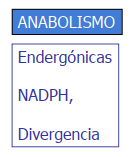 ANABOLISMO
Endergónicas
NADPH,
Divergencia